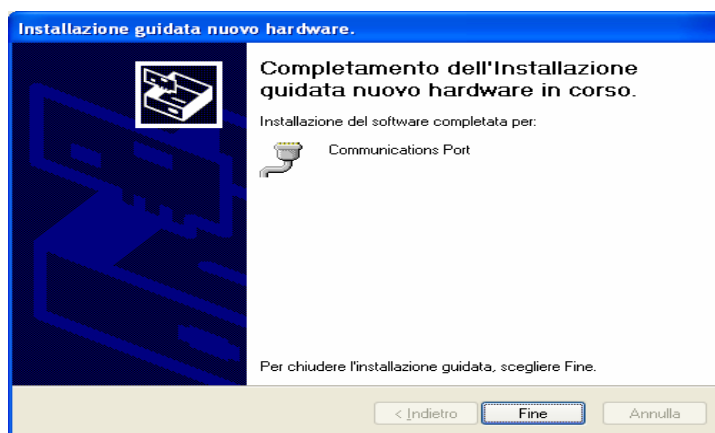 Installazione guidata nuovo hardware.
Completamento dell'Installazione
guidata nuovo hardware in corso.
Installazione del software completata per:
Communications Port
Per chiudere l'installazione guidata, scegliere Fine.
< Indietro
Fine
Annulla